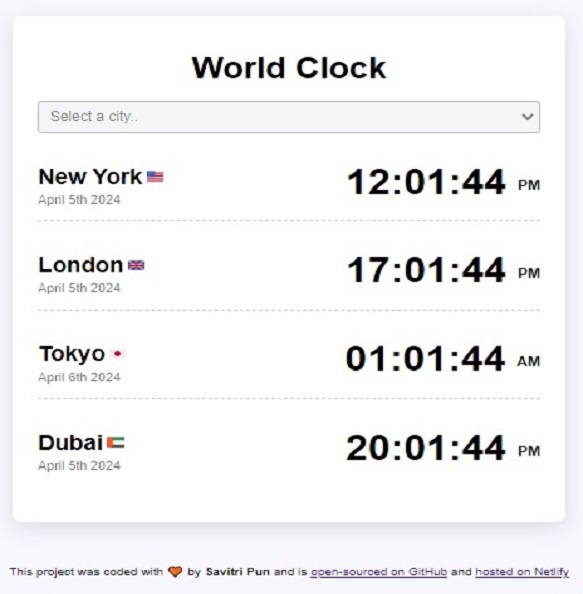 World Clock
Select a city..
New York
12:01:44 PM
April 5th 2024
London
17:01:44 PM
April 5th 2024
Tokyo
01:01:44 AM
April 6th 2024
Dubai
20:01:44 PM
April 5th 2024
This project was coded with 🧡 by Savitri Pun and is open-sourced on GitHub and hosted on Netlify